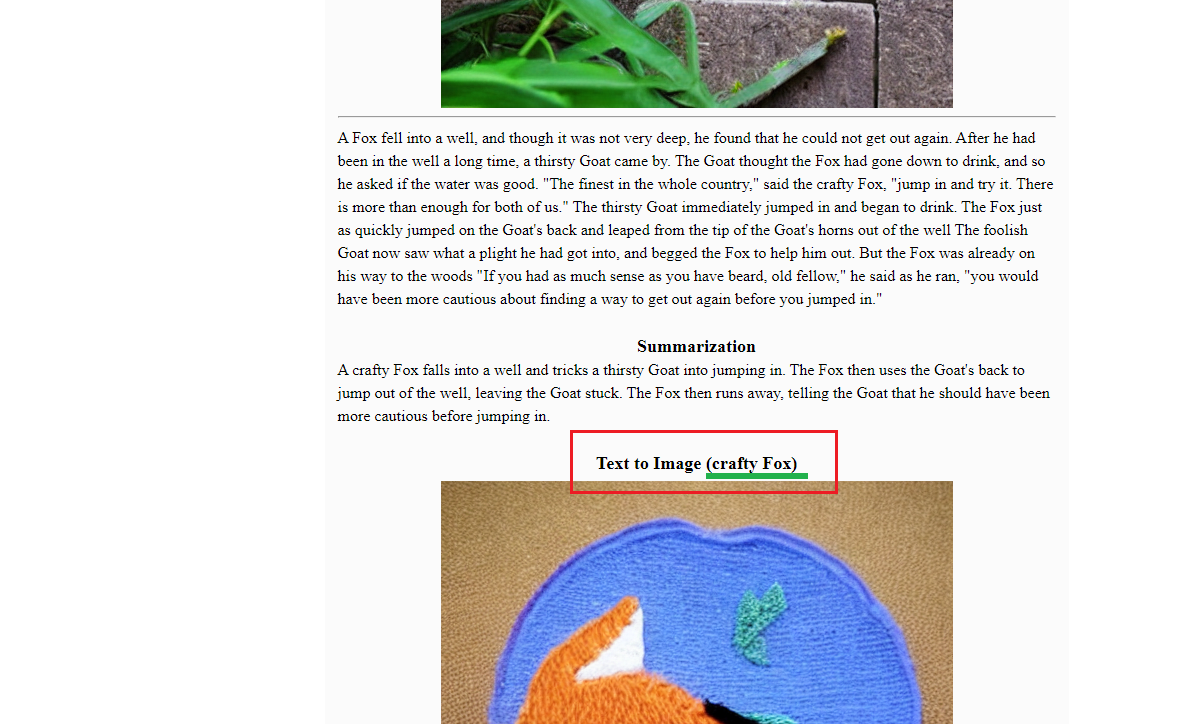 A Fox fell into a well, and though it was not very deep, he found that he could not get out again. After he had
been in the well a long time, a thirsty Goat came by. The Goat thought the Fox had gone down to drink, and so
he asked if the water was good. "The finest in the whole country," said the crafty Fox, "jump in and try it. There
is more than enough for both of us." The thirsty Goat immediately jumped in and began to drink. The Fox just
as quickly jumped on the Goat's back and leaped from the tip of the Goat's horns out of the well The foolish
Goat now saw what a plight he had got into, and begged the Fox to help him out. But the Fox was already on
his way to the woods "If you had as much sense as you have beard, old fellow," he said as he ran, "you would
have been more cautious about finding a way to get out again before you jumped in."
Summarization
A crafty Fox falls into a well and tricks a thirsty Goat into jumping in. The Fox then uses the Goat's back to
jump out of the well, leaving the Goat stuck. The Fox then runs away, telling the Goat that he should have been
more cautious before jumping in.
Text to Image (crafty Fox)